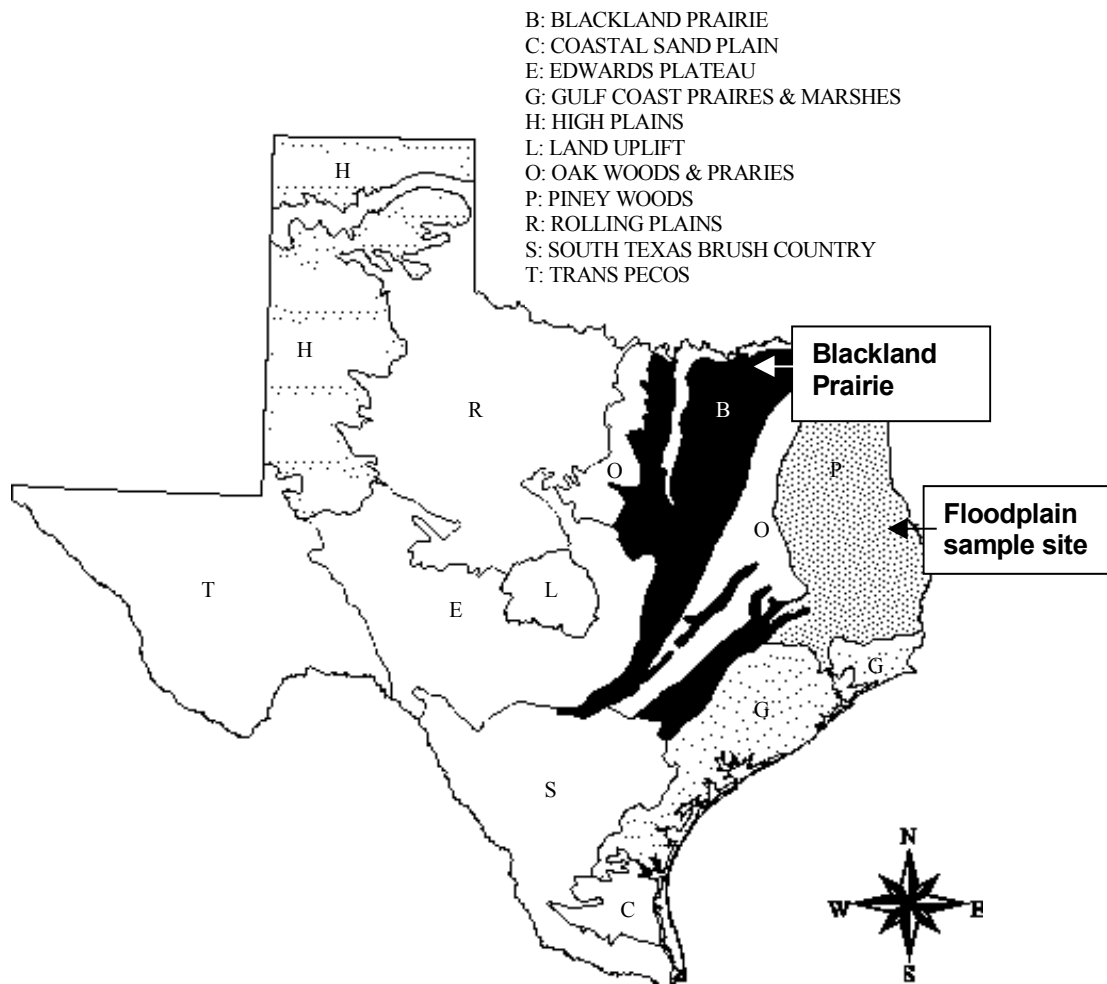 B: BLACKLAND PRAIRIE
C: COASTAL SAND PLAIN
E: EDWARDS PLATEAU
G: GULF COAST PRAIRES & MARSHES
H: HIGH PLAINS
L: LAND UPLIFT
O: OAK WOODS & PRARIES
P: PINEY WOODS
R: ROLLING PLAINS
S: SOUTH TEXAS BRUSH COUNTRY
T: TRANS PECOS
H
H
Blackland
Prairie
R
B
O
P
Floodplain
sample site
O
T
E
L
G
G
S
C
N
W
E
S